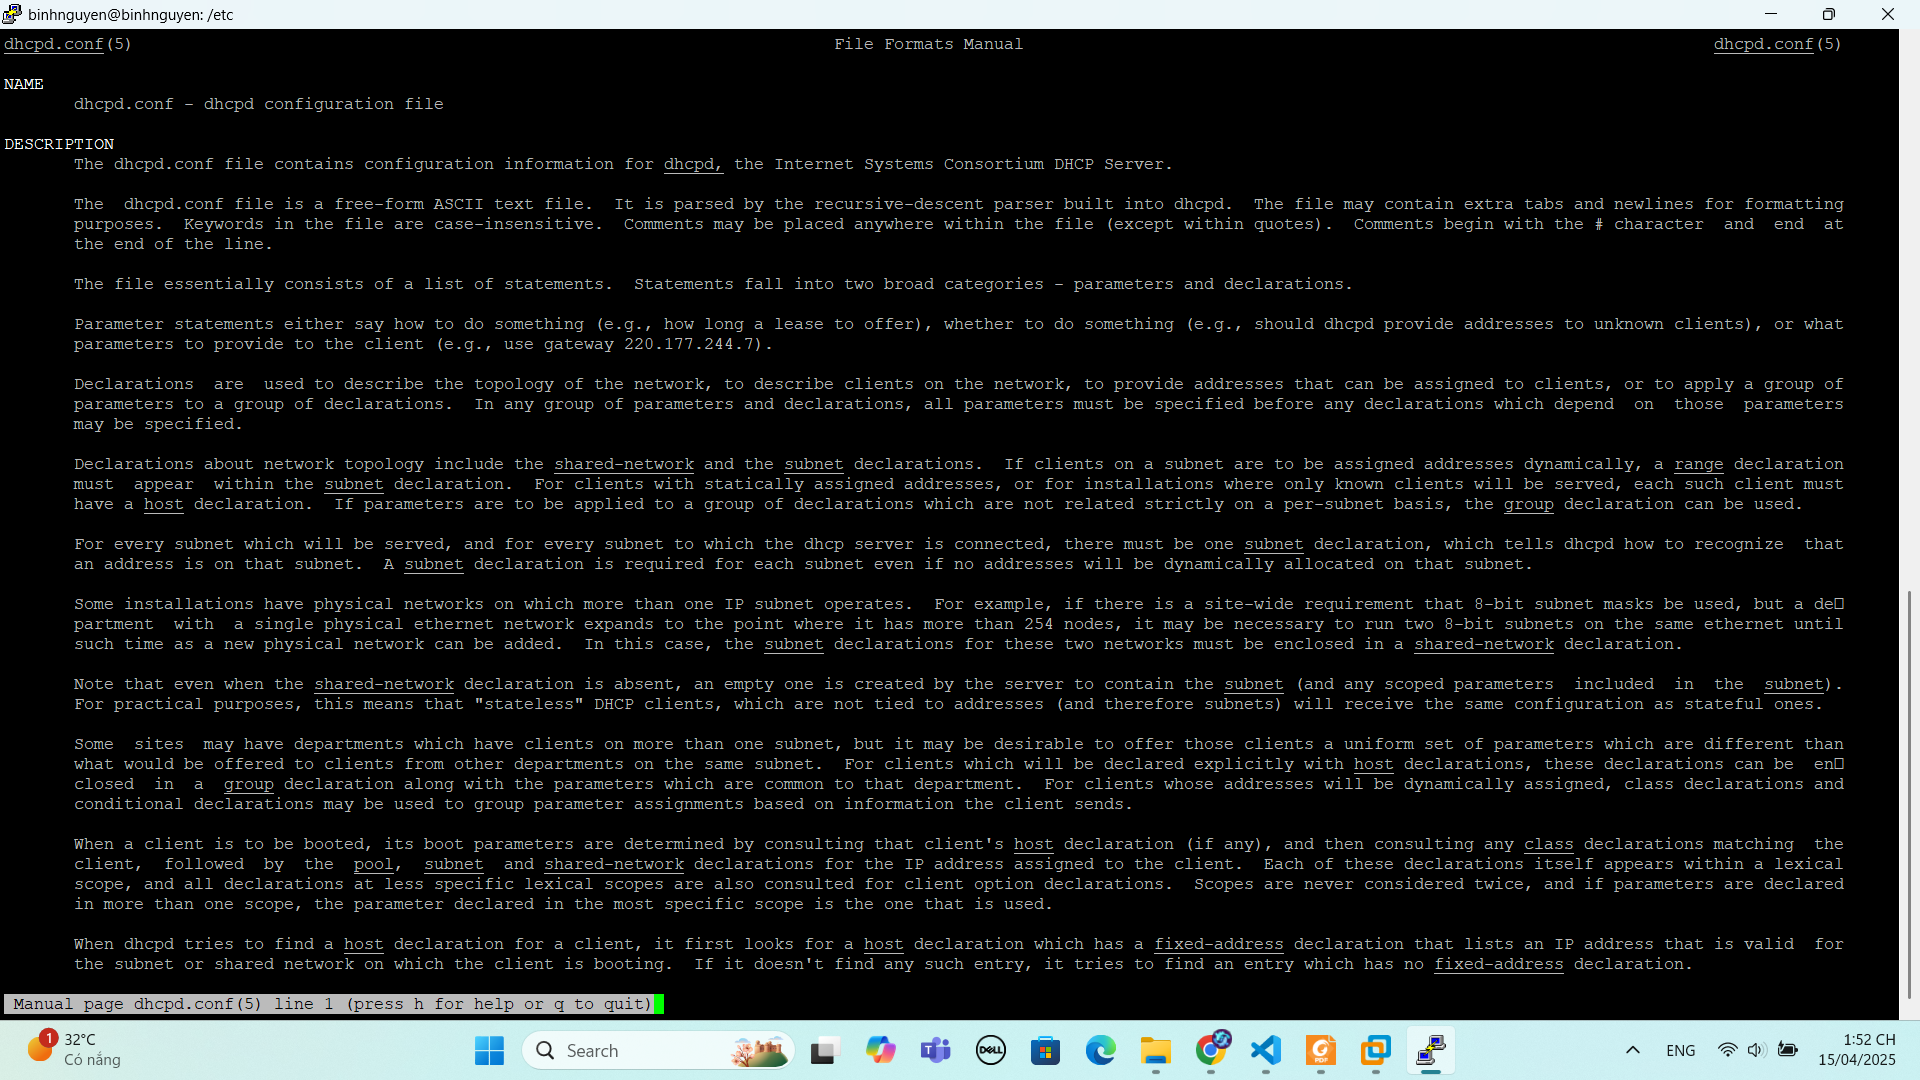 binhnguyen@binhnguyen: /etc
dhcpd.conf(5) File Formats Manual dhcpd.conf(5)
NAME
dhcpd.conf - dhcpd configuration file
DESCRIPTION
The dhcpd.conf file contains configuration information for dhcpd, the Internet Systems Consortium DHCP Server.
The dhcpd.conf file is a free-form ASCII text file. It is parsed by the recursive-descent parser built into dhcpd. The file may contain extra tabs and newlines for formatting
purposes. Keywords in the file are case-insensitive. Comments may be placed anywhere within the file (except within quotes). Comments begin with the # character and end at
the end of the line.
The file essentially consists of a list of statements. Statements fall into two broad categories - parameters and declarations.
Parameter statements either say how to do something (e.g., how long a lease to offer), whether to do something (e.g., should dhcpd provide addresses to unknown clients), or what
parameters to provide to the client (e.g., use gateway 220.177.244.7).
Declarations are used to describe the topology of the network, to describe clients on the network, to provide addresses that can be assigned to clients, or to apply a group of
parameters to a group of declarations. In any group of parameters and declarations, all parameters must be specified before any declarations which depend on those parameters
may be specified.
Declarations about network topology include the shared-network and the subnet declarations. If clients on a subnet are to be assigned addresses dynamically, a range declaration
must appear within the subnet declaration. For clients with statically assigned addresses, or for installations where only known clients will be served, each such client must
have a host declaration. If parameters are to be applied to a group of declarations which are not related strictly on a per-subnet basis, the group declaration can be used.
For every subnet which will be served, and for every subnet to which the dhcp server is connected, there must be one subnet declaration, which tells dhcpd how to recognize that
an address is on that subnet. A subnet declaration is required for each subnet even if no addresses will be dynamically allocated on that subnet.
Some installations have physical networks on which more than one IP subnet operates. For example, if there is a site-wide requirement that 8-bit subnet masks be used, but a de□
partment with a single physical ethernet network expands to the point where it has more than 254 nodes, it may be necessary to run two 8-bit subnets on the same ethernet until
such time as a new physical network can be added. In this case, the subnet declarations for these two networks must be enclosed in a shared-network declaration.
Note that even when the shared-network declaration is absent, an empty one is created by the server to contain the subnet (and any scoped parameters included in the subnet).
For practical purposes, this means that "stateless" DHCP clients, which are not tied to addresses (and therefore subnets) will receive the same configuration as stateful ones.
Some sites may have departments which have clients on more than one subnet, but it may be desirable to offer those clients a uniform set of parameters which are different than
what would be offered to clients from other departments on the same subnet. For clients which will be declared explicitly with host declarations, these declarations can be en□
closed in a group declaration along with the parameters which are common to that department. For clients whose addresses will be dynamically assigned, class declarations and
conditional declarations may be used to group parameter assignments based on information the client sends.
When a client is to be booted, its boot parameters are determined by consulting that client's host declaration (if any), and then consulting any class declarations matching the
client, followed by the pool, subnet and shared-network declarations for the IP address assigned to the client. Each of these declarations itself appears within a lexical
scope, and all declarations at less specific lexical scopes are also consulted for client option declarations. Scopes are never considered twice, and if parameters are declared
in more than one scope, the parameter declared in the most specific scope is the one that is used.
When dhcpd tries to find a host declaration for a client, it first looks for a host declaration which has a fixed-address declaration that lists an IP address that is valid for
the subnet or shared network on which the client is booting. If it doesn't find any such entry, it tries to find an entry which has no fixed-address declaration.
Manual page dhcpd.conf(5) line 1 (press h for help or q to quit)
1
32°C
Có nắng
Search
DELL
PDF
ENG
1:52 CH
15/04/2025